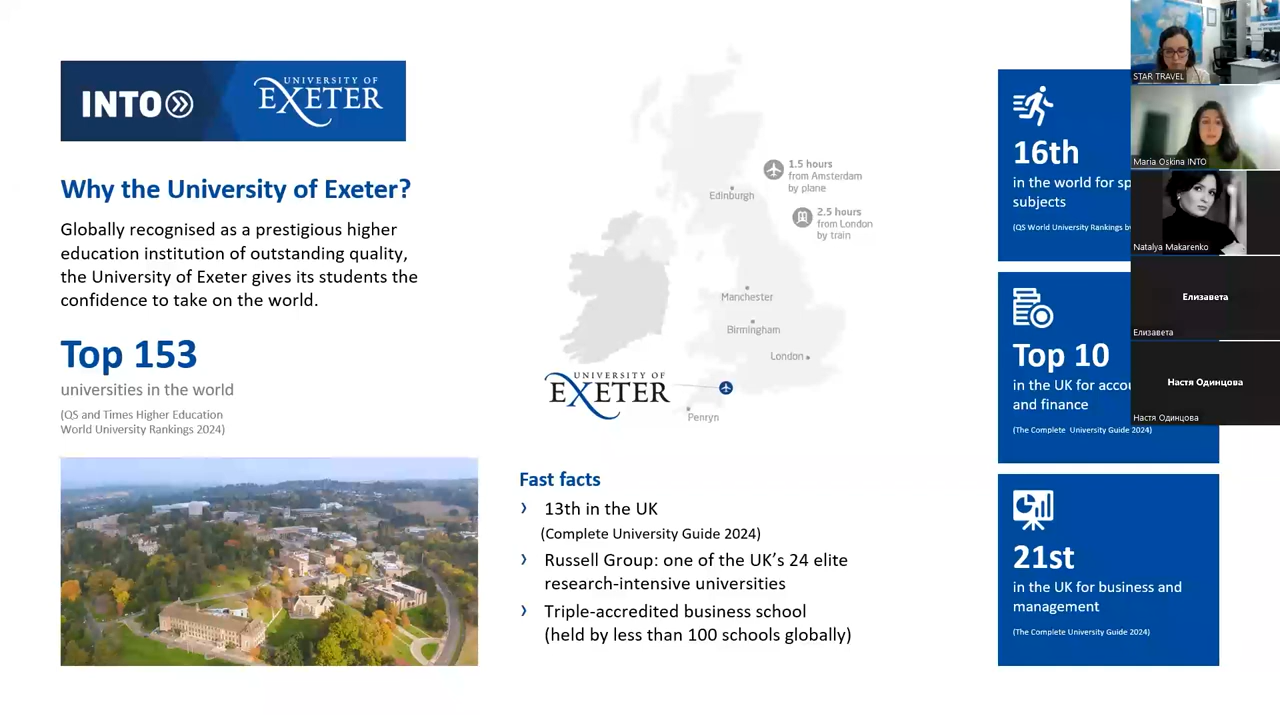 INTO
UNIVERSITY OF
EXETER
Why the University of Exeter?
Globally recognised as a prestigious higher
education institution of outstanding quality,
the University of Exeter gives its students the
confidence to take on the world.
Top 153
universities in the world
(QS and Times Higher Education
World University Rankings 2024)
1.5 hours
from Amsterdam
by plane
Edinburgh
2.5 hours
from London
by train
Manchester
Birmingham
London
UNIVERSITY OF
EXETER
Penryn
Fast facts
13th in the UK
(Complete University Guide 2024)
Russell Group: one of the UK's 24 elite
research-intensive universities
Triple-accredited business school
(held by less than 100 schools globally)
16th
in the world for
subjects
(QS World University Rankings
Top 10
in the UK for
and finance
(The Complete University Guide 2024)
21st
in the UK for business and
management
(The Complete University Guide 2024)
STAR TRAVEL
Maria Oskina INTO
Natalya Makarenko
Елизавета
Елизавета
Настя Одинцова
Настя Одинцова